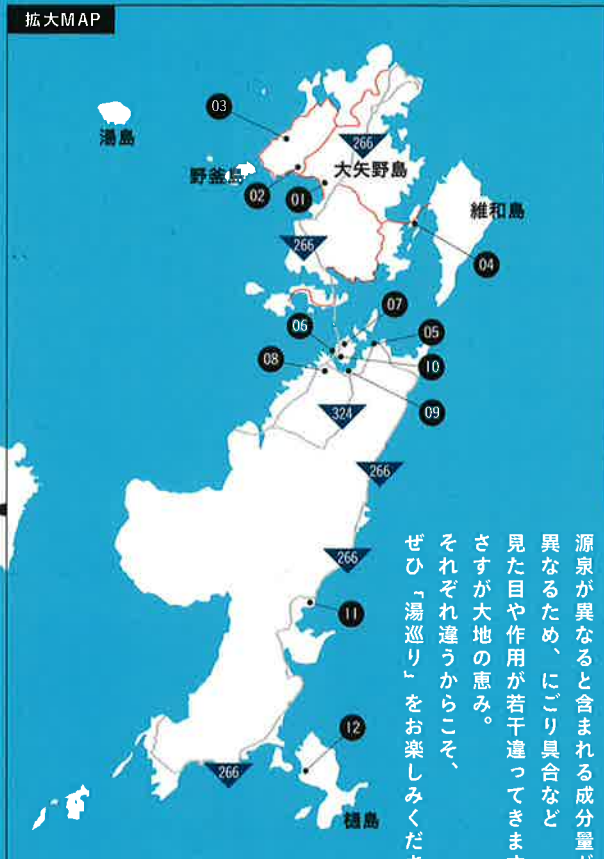 拡大MAP
03
湯島
266
野釜島
大矢野島
02
01
維和島
266
04
07
06
05
08
10
09
324
266
266
11
12
266
樋島
源泉が異なると含まれる成分量が
異なるため、にごり具合など
見た目や作用が若干違ってきます
さすが大地の恵み。
それぞれ違うからこそ、
ぜひ「湯巡り」をお楽しみくださ